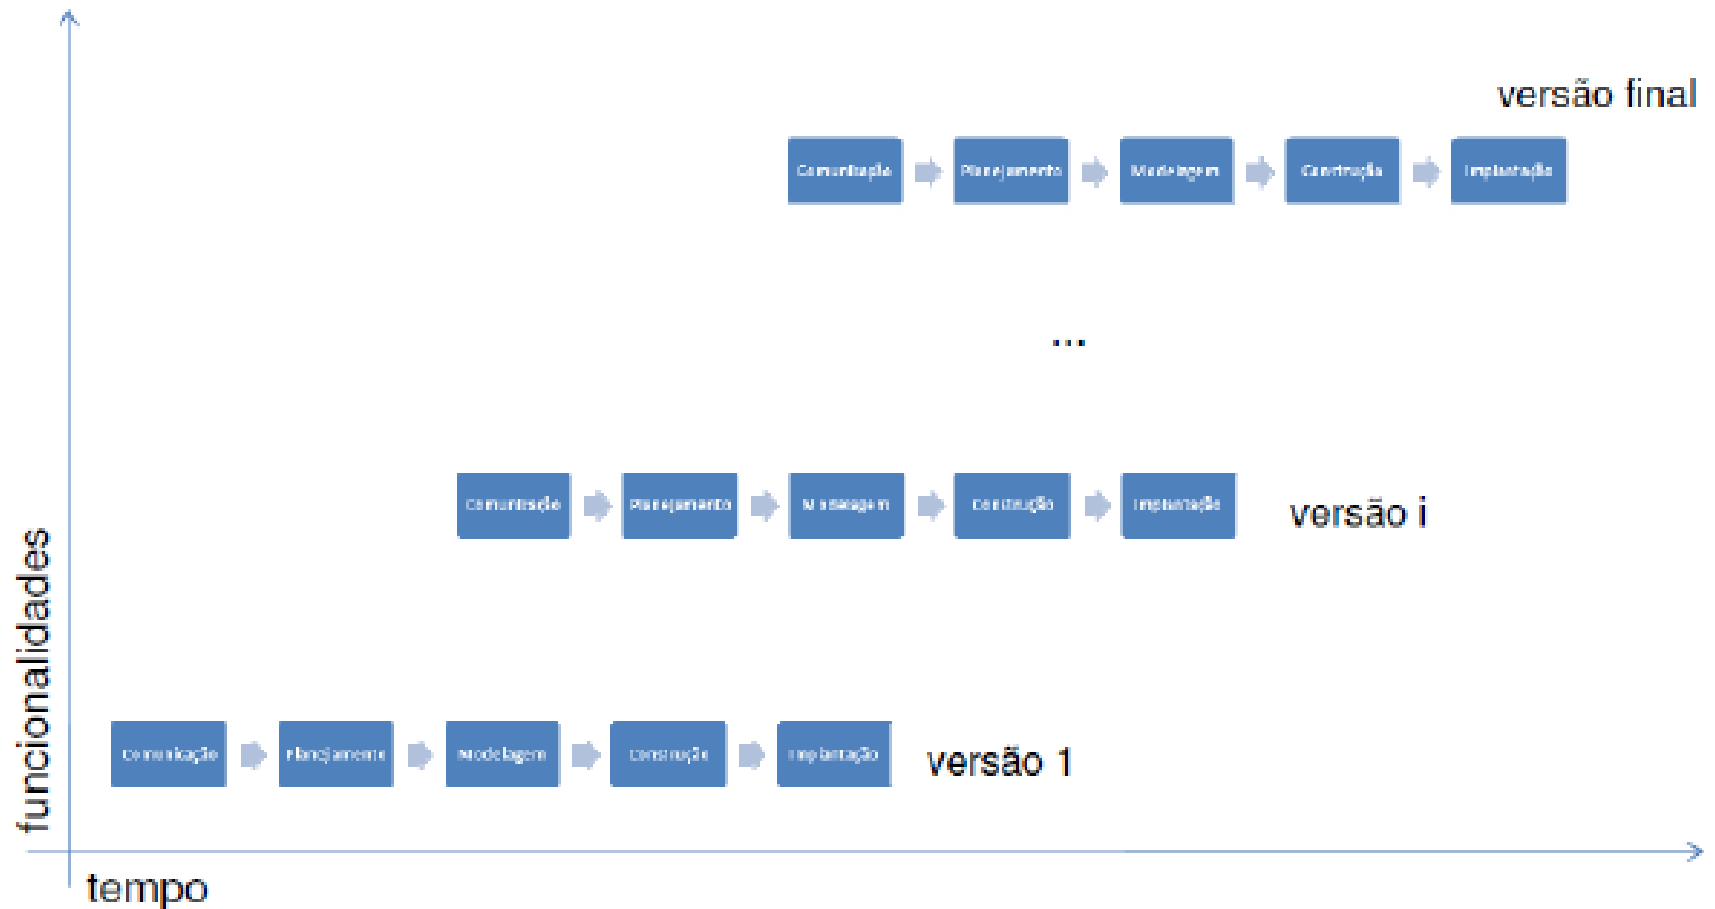 versão final
Comunicação
Planejamento
Modelagem
Construção
Implantação
...
Comunicação
Planejamento
Modelagem
Construção
Implantação
versão i
funcionalidades
Comunicação
Planejamento
Modelagem
Construção
Implantação
versão 1
tempo